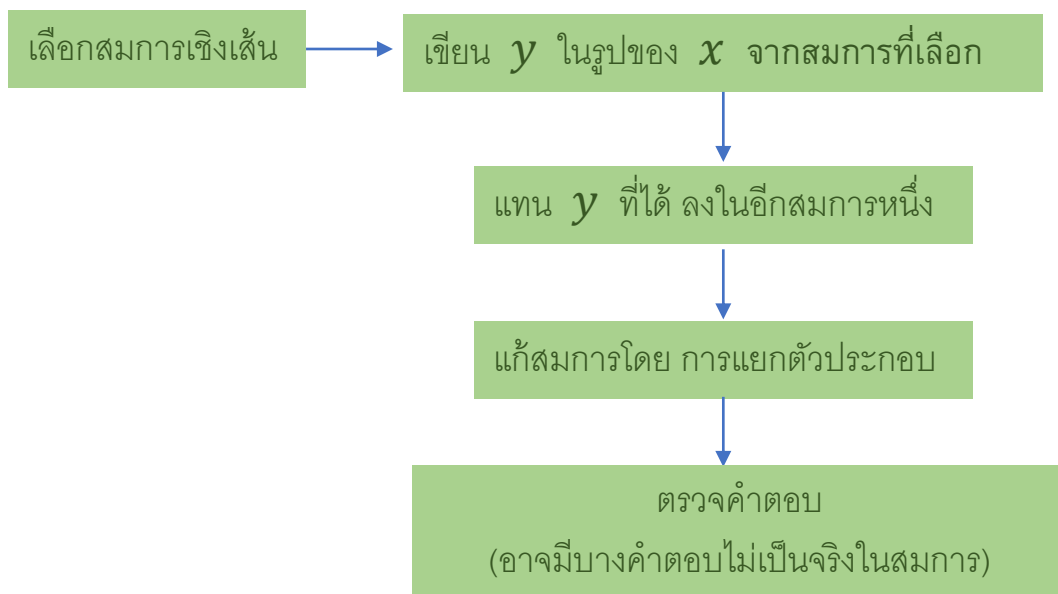 เลือกสมการเชิงเส้น
เขียน y ในรูปของ x จากสมการที่เลือก
แทน y ที่ได้ ลงในอีกสมการหนึ่ง
แก้สมการโดย การแยกตัวประกอบ
ตรวจคำตอบ
(อาจมีบางคำตอบไม่เป็นจริงในสมการ)